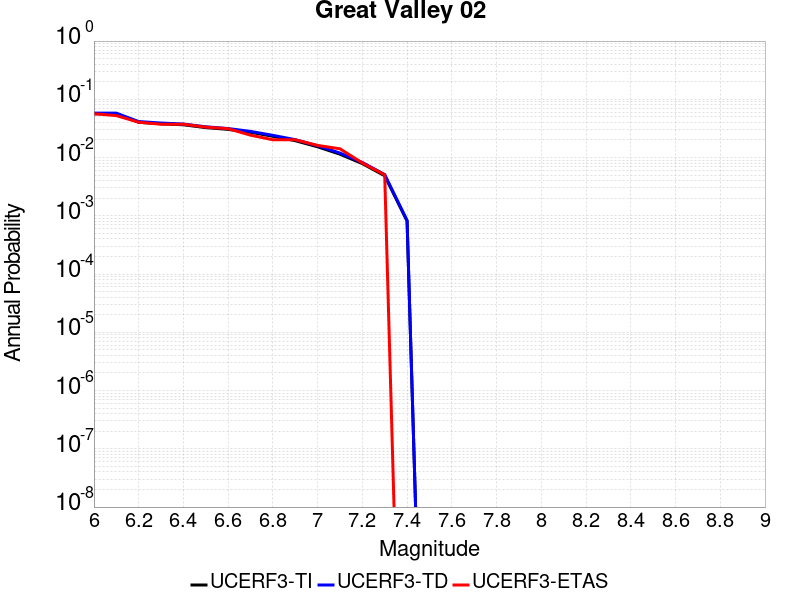 Great Valley 02
10^0
10^-1
10^-2
10^-3
10^-4
10^-5
10^-6
10^-7
10^-8
Annual Probability
6 6.2 6.4 6.6 6.8 7 7.2 7.4 7.6 7.8 8 8.2 8.4 8.6 8.8 9
Magnitude
UCERF3-TI UCERF3-TD UCERF3-ETAS